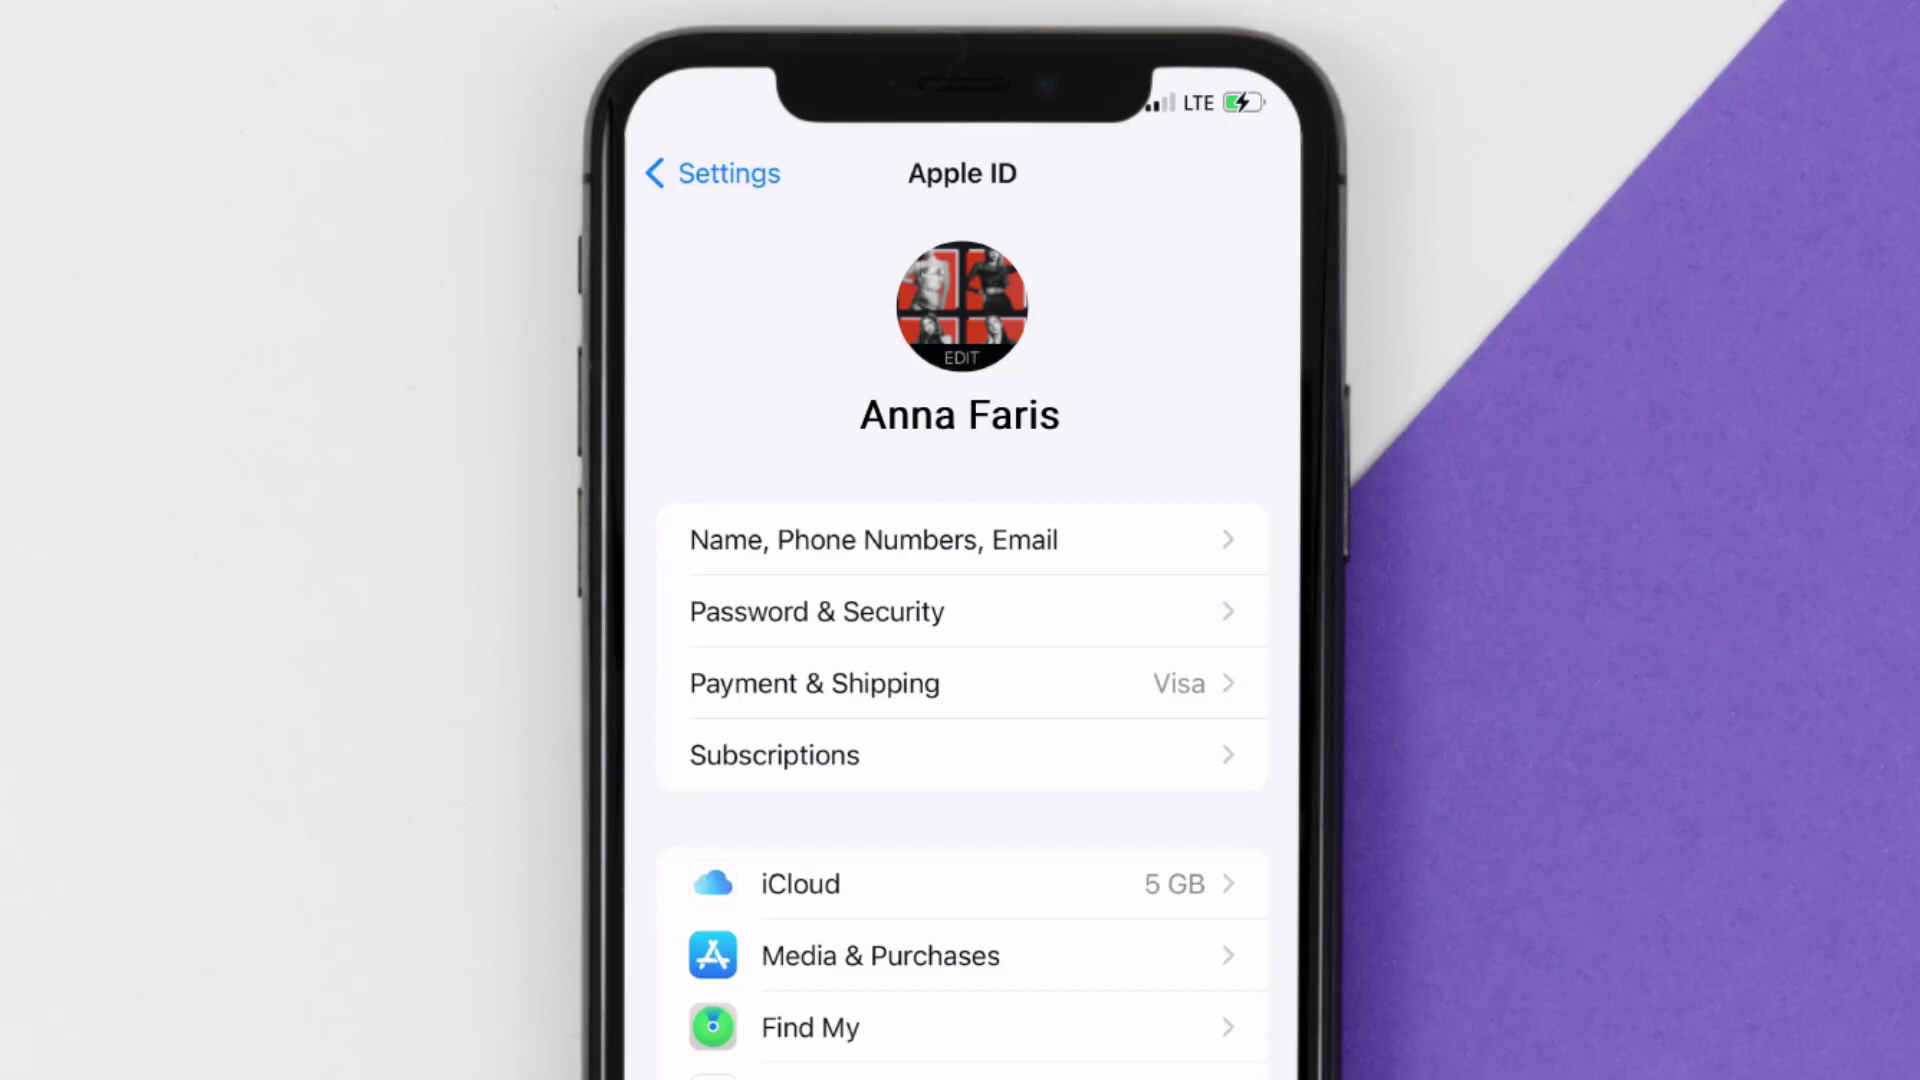 LTE
Settings
Apple ID
EDIT
Anna Faris
Name, Phone Numbers, Email
Password & Security
Payment & Shipping Visa
Subscriptions
iCloud 5 GB
Media & Purchases
Find My